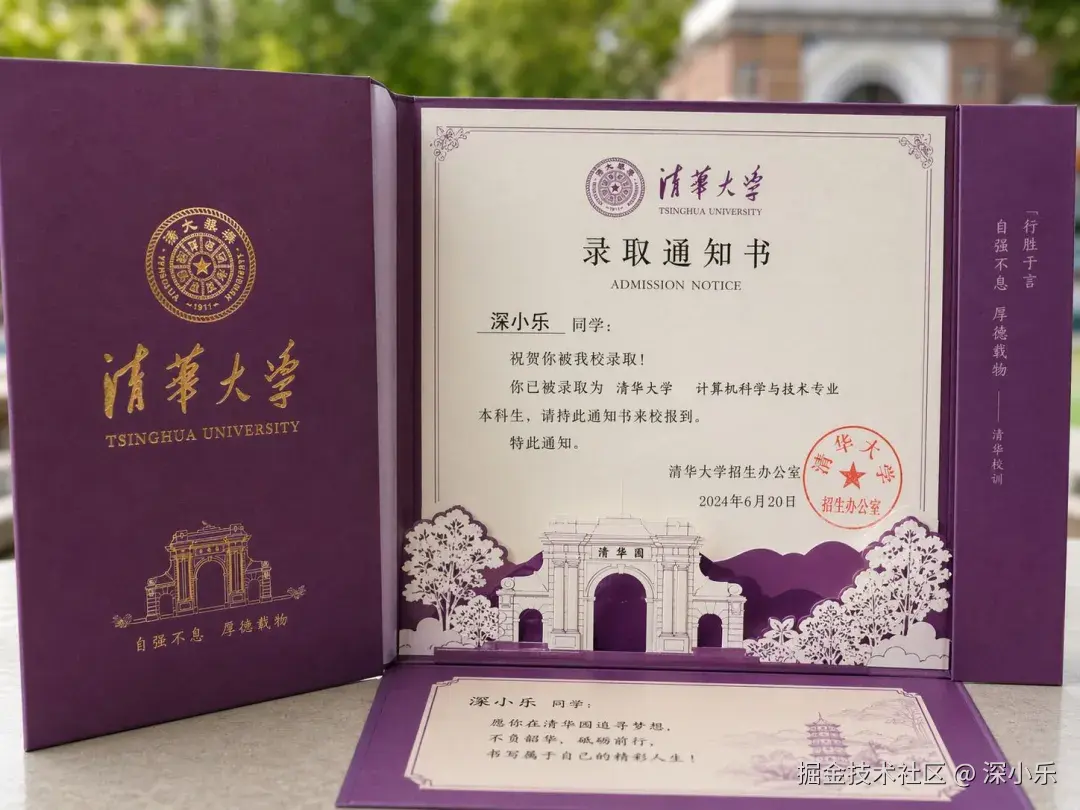 清华大学
TSINGHUA UNIVERSITY
自强不息 厚德载物
清华大学
TSINGHUA UNIVERSITY
录取通知书
ADMISSION NOTICE
深小乐 同学：
祝贺你被我校录取！
你已被录取为 清华大学 计算机科学与技术专业
本科生，请持此通知书来校报到。
特此通知。
清华大学招生办公室
2024年6月20日
清华大学
招生办公室
清华园
「行胜于言
自强不息 厚德载物
——清华校训
深小乐 同学：
愿你在清华园追寻梦想，
不负韶华、砥砺前行，
书写属于自己的精彩人生！
掘金技术社区 @ 深小乐